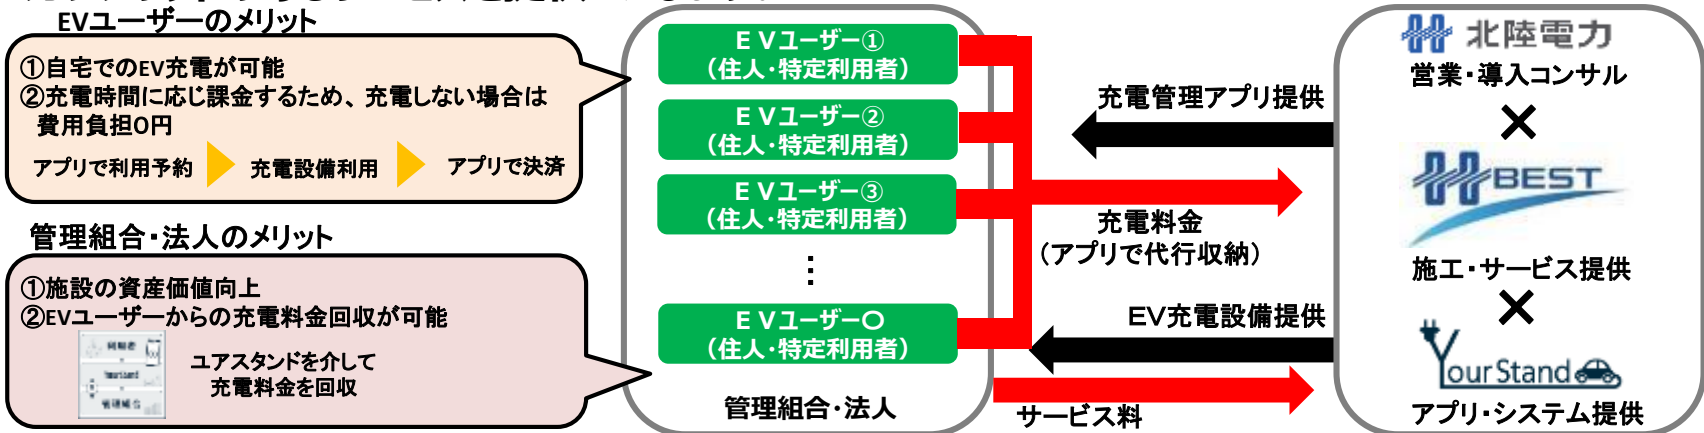 EVユーザーのメリット
①自宅でのEV充電が可能
②充電時間に応じ課金するため、充電しない場合は
費用負担0円
アプリで利用予約
充電設備利用
アプリで決済
管理組合・法人のメリット
①施設の資産価値向上
②EVユーザーからの充電料金回収が可能
管理組合
ユアスタンドを介して
充電料金を回収
EVユーザー①
(住人・特定利用者)
EVユーザー②
(住人・特定利用者)
EVユーザー③
(住人・特定利用者)
⋮
EVユーザー〇
(住人・特定利用者)
管理組合・法人
充電管理アプリ提供
充電料金
(アプリで代行収納)
EV充電設備提供
サービス料
北陸電力
営業・導入コンサル
×
BEST
施工・サービス提供
×
YourStand
アプリ・システム提供